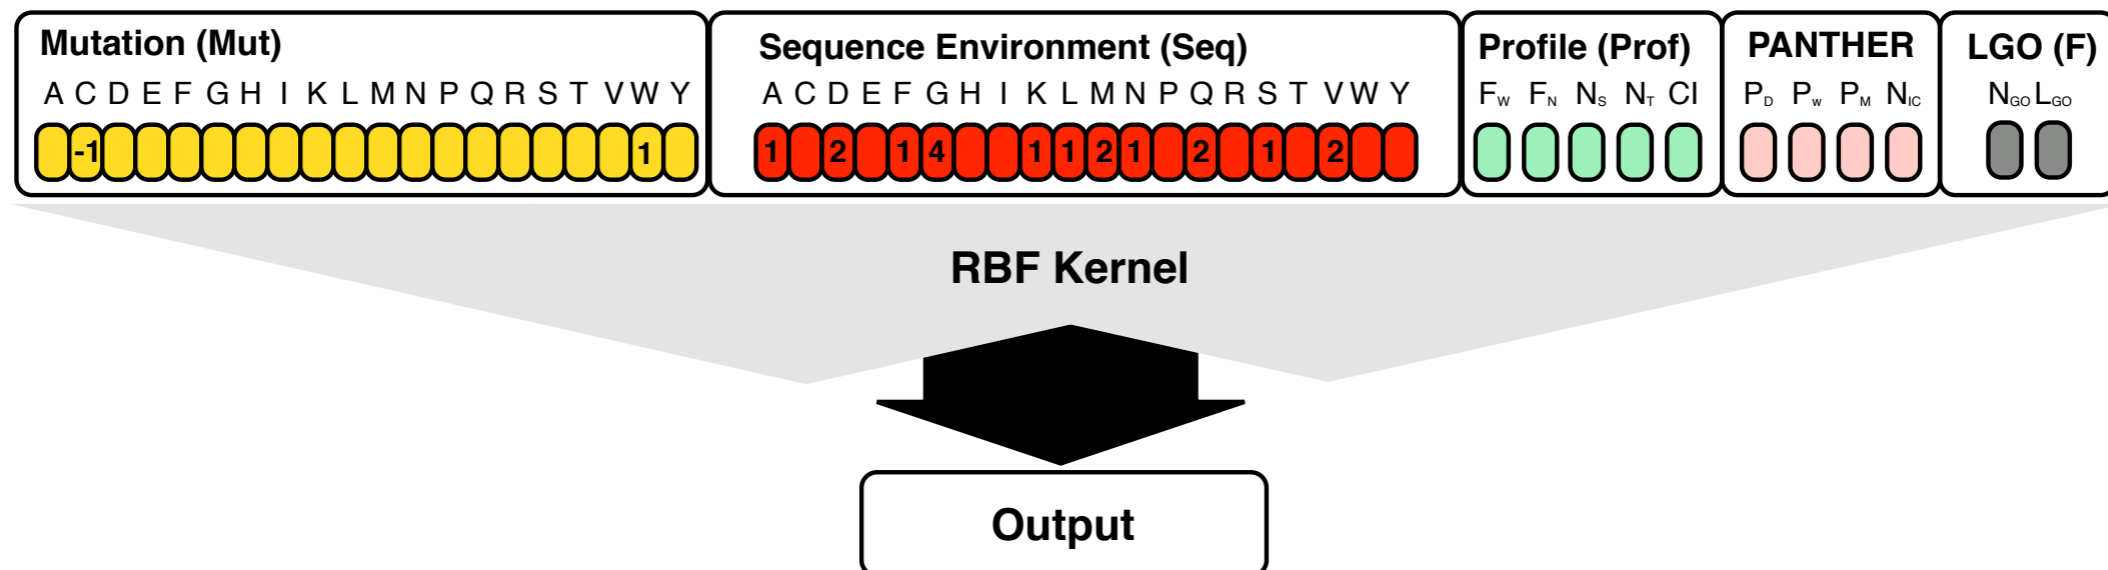 Mutation (Mut) Sequence Environment (Seq) Profile (Prof) PANTHER LGO (F)
A C D E F G H I K L M N P Q R S T V W Y A C D E F G H I K L M N P Q R S T V W Y FW FN NS NT CI PD Pw PM NIC NGO LGO
-1 1 1 2 1 4 1 1 2 1 2 1 2
RBF Kernel
Output